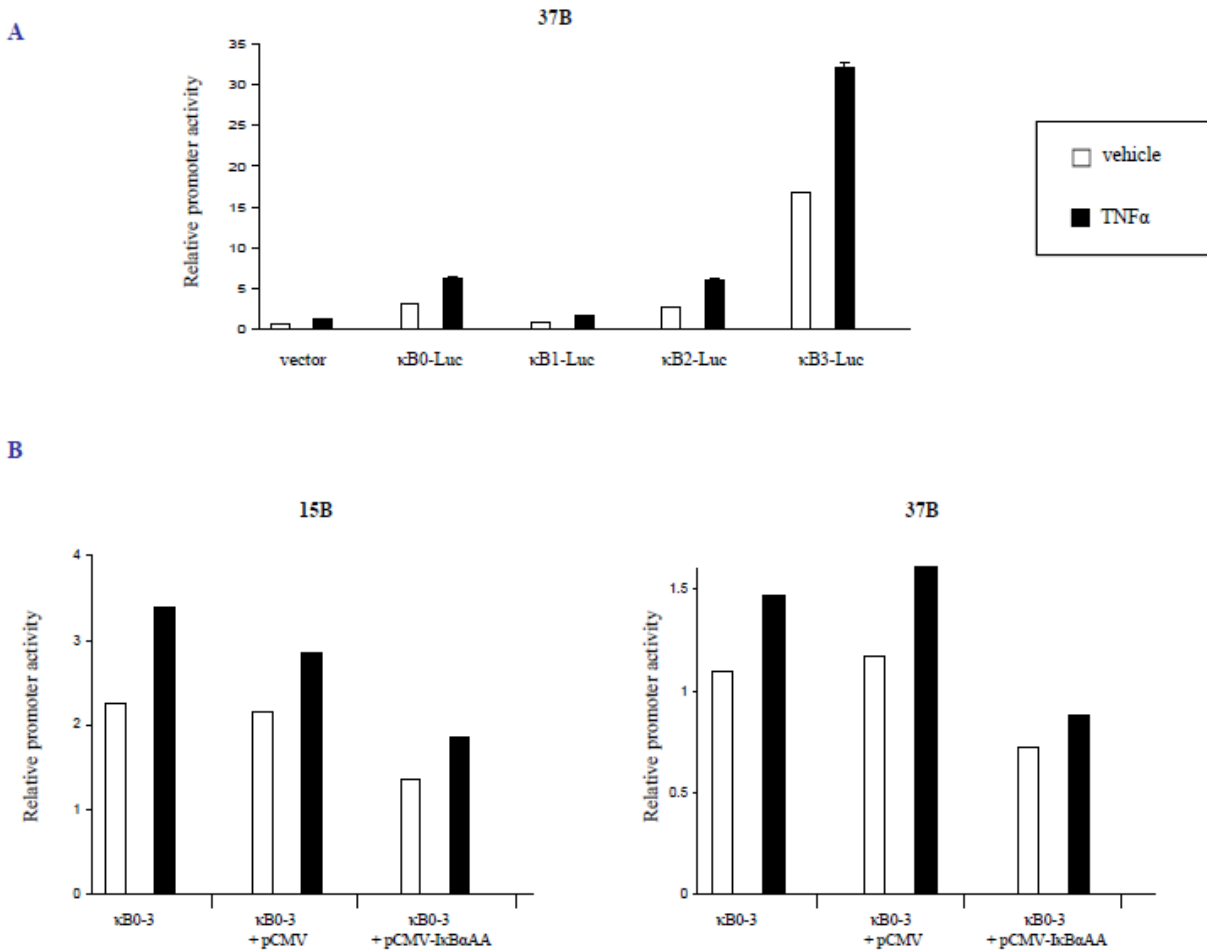 A
37B
Relative promoter activity
35
30
25
20
15
10
5
0
vector
κB0-Luc
κB1-Luc
κB2-Luc
κB3-Luc
vehicle
TNFα
B
15B
Relative promoter activity
4
3
2
1
0
κB0-3
κB0-3
+ pCMV
κB0-3
+ pCMV-IκBαAA
37B
Relative promoter activity
1.5
1
0.5
0
κB0-3
κB0-3
+ pCMV
κB0-3
+ pCMV-IκBαAA